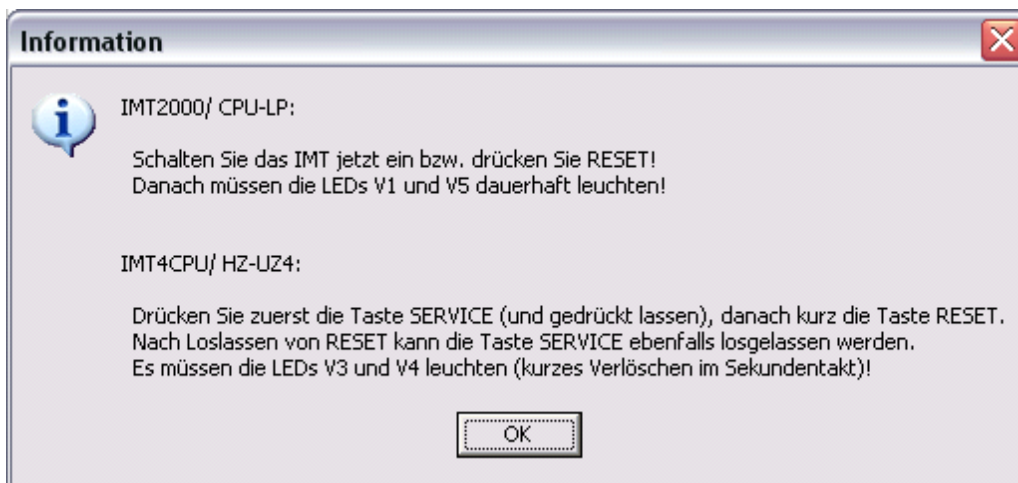 Information
IMT2000/ CPU-LP:
Schalten Sie das IMT jetzt ein bzw. drücken Sie RESET!
Danach müssen die LEDs V1 und V5 dauerhaft leuchten!
IMT4CPU/ HZ-UZ4:
Drücken Sie zuerst die Taste SERVICE (und gedrückt lassen), danach kurz die Taste RESET.
Nach Loslassen von RESET kann die Taste SERVICE ebenfalls losgelassen werden.
Es müssen die LEDs V3 und V4 leuchten (kurzes Verlöschen im Sekundentakt)!
OK